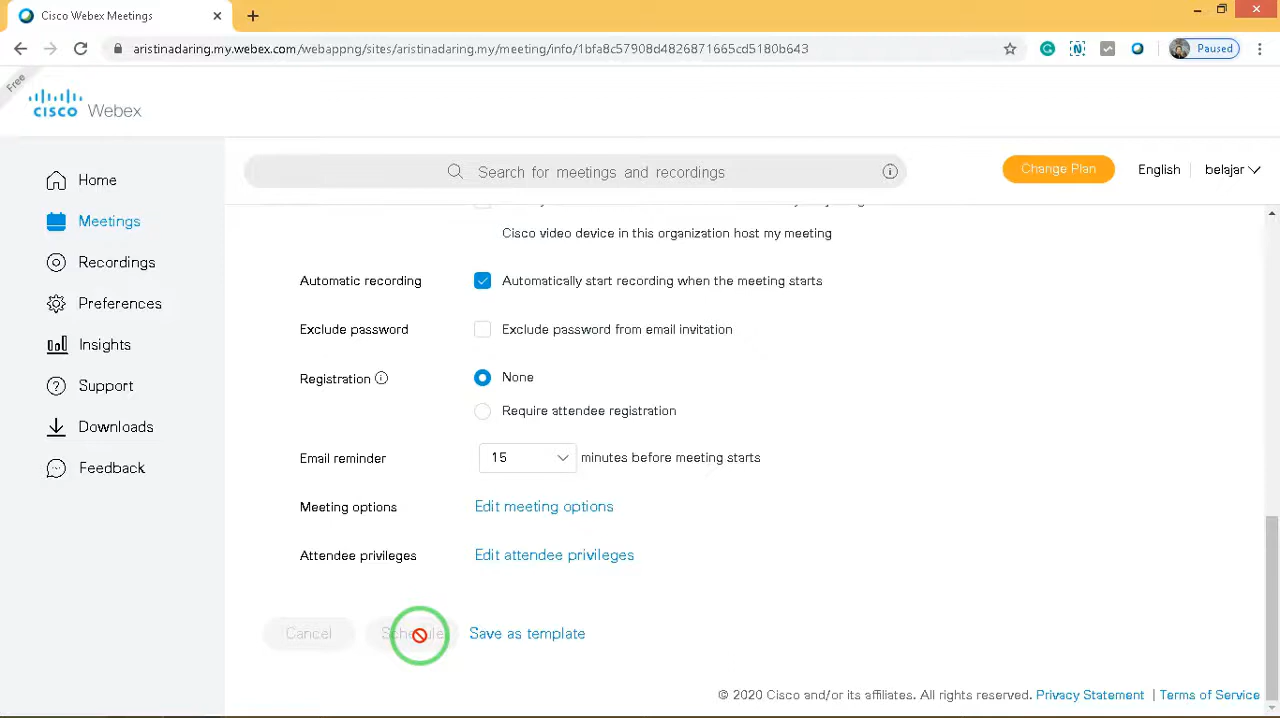 Cisco Webex Meetings
aristinadaring.my.webex.com/webappng/sites/aristinadaring.my/meeting/info/1bfa8c57908d4826871665cd5180b643
Paused
Free
CISCO Webex
Search for meetings and recordings
Change Plan
English
belajar
Home
Meetings
Recordings
Preferences
Insights
Support
Downloads
Feedback
Cisco video device in this organization host my meeting
Automatic recording Automatically start recording when the meeting starts
Exclude password Exclude password from email invitation
Registration None
Require attendee registration
Email reminder 15 minutes before meeting starts
Meeting options Edit meeting options
Attendee privileges Edit attendee privileges
Cancel Schedule Save as template
© 2020 Cisco and/or its affiliates. All rights reserved. Privacy Statement | Terms of Service